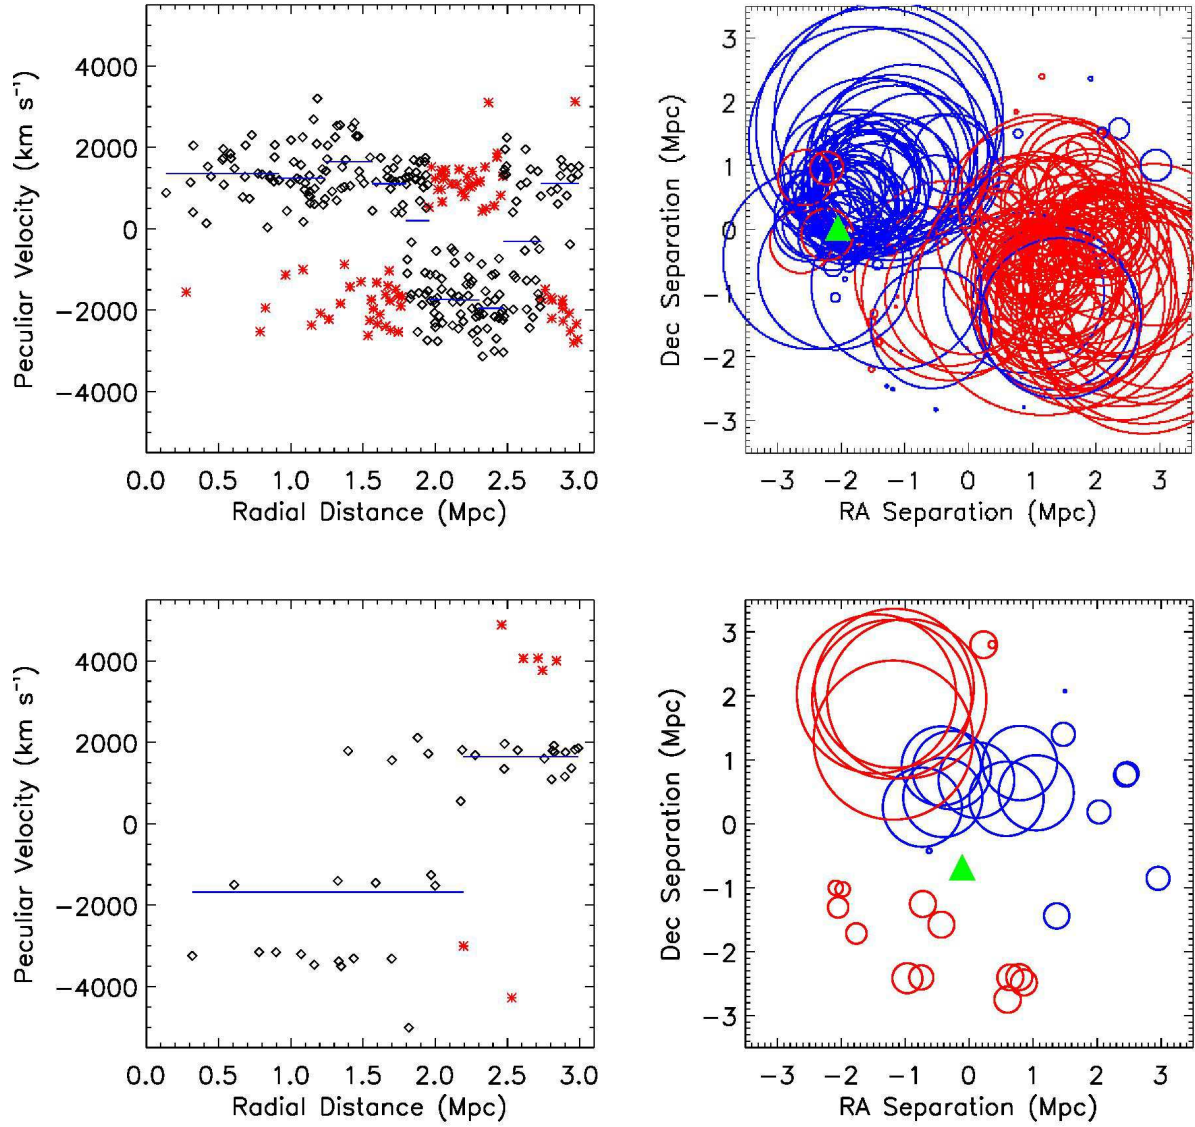 4000
2000
0
−2000
−4000
Peculiar Velocity (km s⁻¹)
0.0 0.5 1.0 1.5 2.0 2.5 3.0
Radial Distance (Mpc)
3
2
1
0
−1
−2
−3
Dec Separation (Mpc)
−3 −2 −1 0 1 2 3
RA Separation (Mpc)
4000
2000
0
−2000
−4000
Peculiar Velocity (km s⁻¹)
0.0 0.5 1.0 1.5 2.0 2.5 3.0
Radial Distance (Mpc)
3
2
1
0
−1
−2
−3
Dec Separation (Mpc)
−3 −2 −1 0 1 2 3
RA Separation (Mpc)